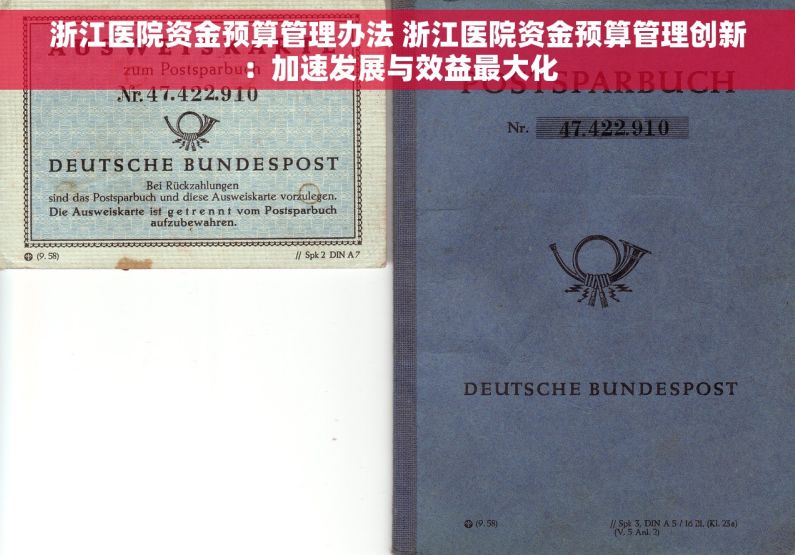 浙江医院资金预算管理办法 浙江医院资金预算管理创新
：加速发展与效益最大化
AUSWEISKARTE
zum Postsparbuch
Nr. 47.422.910
DEUTSCHE BUNDESPOST
Bei Rückzahlungen
sind das Postsparbuch und diese Ausweiskarte vorzulegen.
Die Ausweiskarte ist getrennt vom Postsparbuch
aufzubewahren.
(9. 58)
// Spk 2 DIN A 7
POSTSPARBUCH
Nr. 47.422.910
DEUTSCHE BUNDESPOST
(9. 58)
// Spk 3, DIN A 5 / 16 Bl. (Kl. 23a)
(V. 5 Anl. 2)